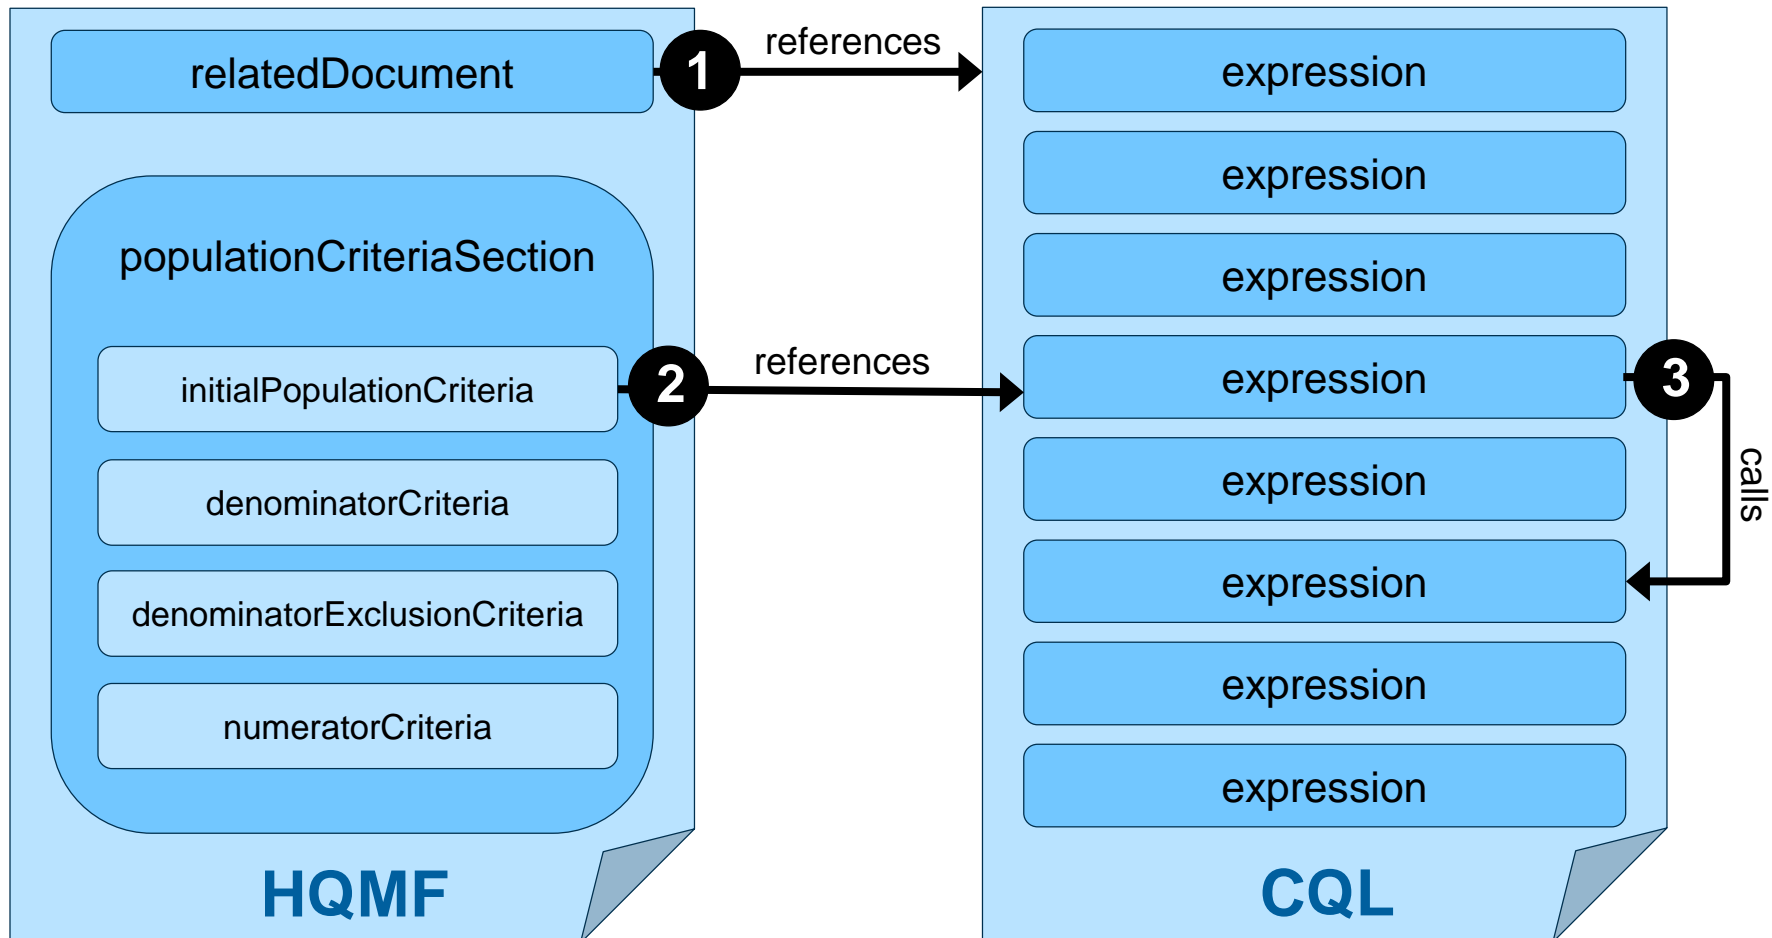 relatedDocument
1
references
populationCriteriaSection
initialPopulationCriteria
2
references
denominatorCriteria
denominatorExclusionCriteria
numeratorCriteria
HQMF
expression
expression
expression
expression
3
calls
expression
expression
expression
expression
CQL